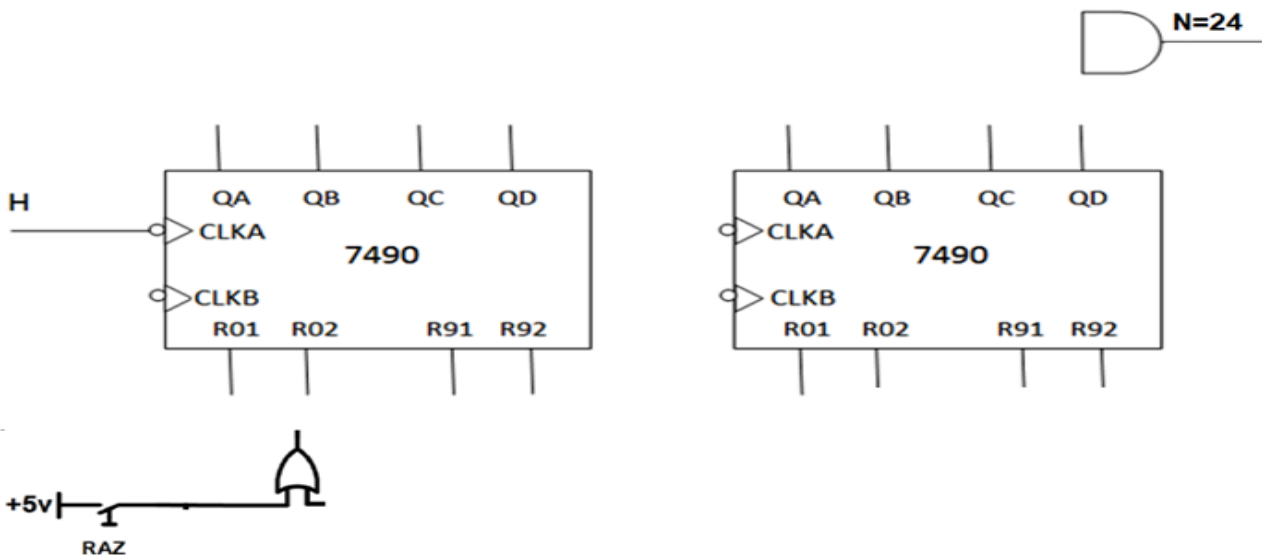 N=24
QA QB QC QD
QA QB QC QD
H
CLKA
CLKA
7490
7490
CLKB
CLKB
R01 R02 R91 R92
R01 R02 R91 R92
+5v
RAZ